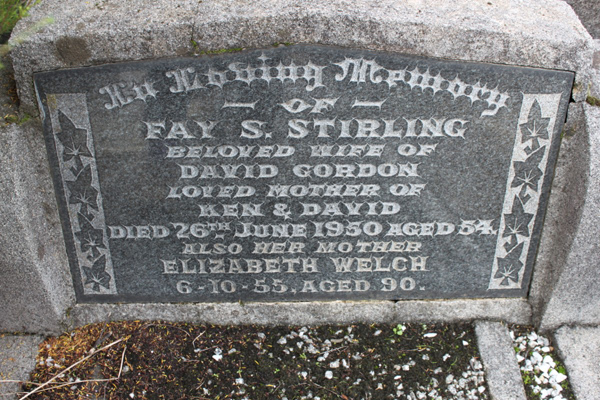 In Loving Memory
— OF —
FAY S. STIRLING
BELOVED WIFE OF
DAVID GORDON
LOVED MOTHER OF
KEN & DAVID
DIED 26TH JUNE 1950 AGED 54.
ALSO HER MOTHER
ELIZABETH WELCH
6-10-55. AGED 90.